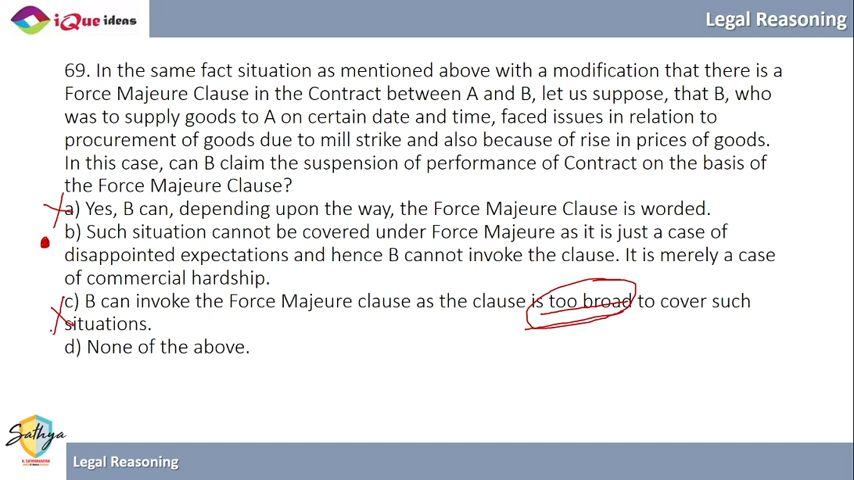 iQue ideas
Legal Reasoning
69. In the same fact situation as mentioned above with a modification that there is a
Force Majeure Clause in the Contract between A and B, let us suppose, that B, who
was to supply goods to A on certain date and time, faced issues in relation to
procurement of goods due to mill strike and also because of rise in prices of goods.
In this case, can B claim the suspension of performance of Contract on the basis of
the Force Majeure Clause?
a) Yes, B can, depending upon the way, the Force Majeure Clause is worded.
b) Such situation cannot be covered under Force Majeure as it is just a case of
disappointed expectations and hence B cannot invoke the clause. It is merely a case
of commercial hardship.
c) B can invoke the Force Majeure clause as the clause is too broad to cover such
situations.
d) None of the above.
Sathya
Legal Reasoning